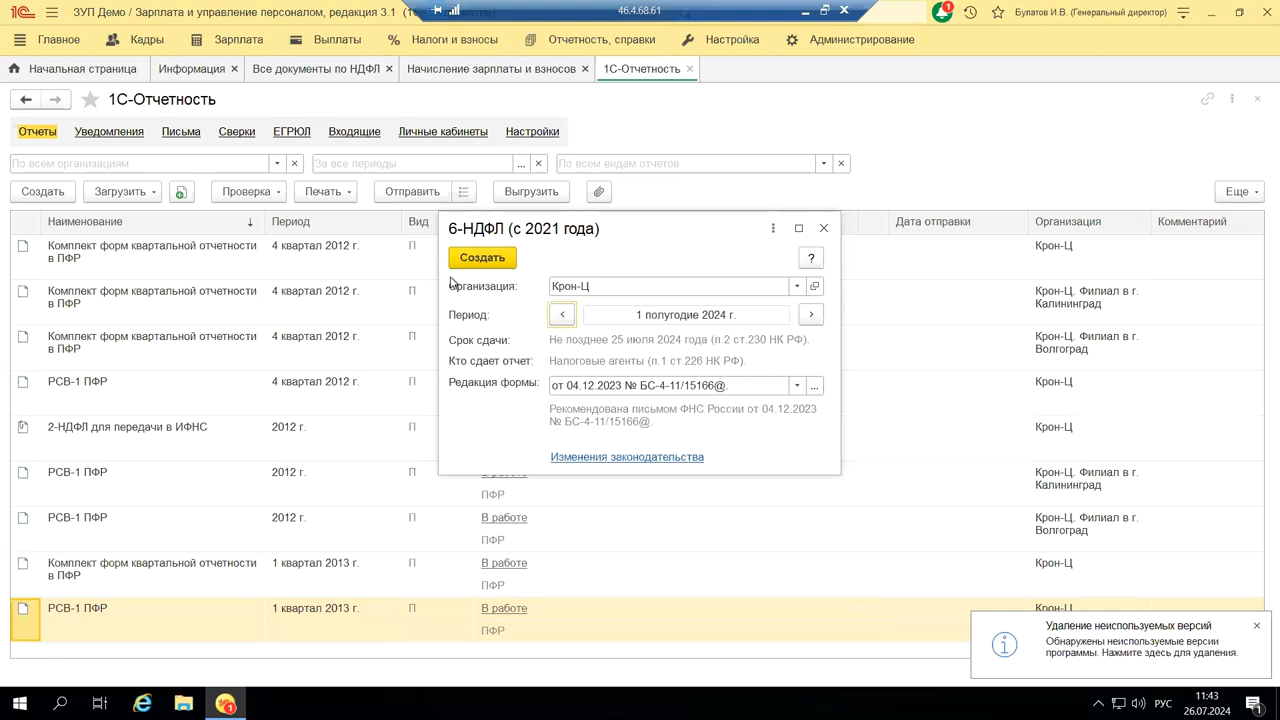 ЗУП Демо / Зарплата и управление персоналом, редакция 3.1 (1С
46.4.68.61
1
Булатов И.В. (Генеральный директор)
Главное
Кадры
Зарплата
Выплаты
Налоги и взносы
Отчетность, справки
Настройка
Администрирование
Начальная страница
Информация
Все документы по НДФЛ
Начисление зарплаты и взносов
1С-Отчетность
1С-Отчетность
Отчеты
Уведомления
Письма
Сверки
ЕГРЮЛ
Входящие
Личные кабинеты
Настройки
По всем организациям
За все периоды
По всем видам отчетов
Создать
Загрузить
Проверка
Печать
Отправить
Выгрузить
Еще
Наименование
Период
Вид
Дата отправки
Организация
Комментарий
Комплект форм квартальной отчетности в ПФР
4 квартал 2012 г.
П
Крон-Ц
Комплект форм квартальной отчетности в ПФР
4 квартал 2012 г.
П
Крон-Ц. Филиал в г. Калининград
Комплект форм квартальной отчетности в ПФР
4 квартал 2012 г.
П
Крон-Ц. Филиал в г. Волгоград
РСВ-1 ПФР
4 квартал 2012 г.
П
Крон-Ц
2-НДФЛ для передачи в ИФНС
2012 г.
П
Крон-Ц
РСВ-1 ПФР
2012 г.
П
В работе
ПФР
Крон-Ц. Филиал в г. Калининград
РСВ-1 ПФР
2012 г.
П
В работе
ПФР
Крон-Ц. Филиал в г. Волгоград
Комплект форм квартальной отчетности в ПФР
1 квартал 2013 г.
П
В работе
ПФР
Крон-Ц
РСВ-1 ПФР
1 квартал 2013 г.
П
В работе
ПФР
Крон-Ц
6-НДФЛ (с 2021 года)
Создать
?
Организация:
Крон-Ц
Период:
1 полугодие 2024 г.
Срок сдачи:
Не позднее 25 июля 2024 года (п.2 ст.230 НК РФ).
Кто сдает отчет:
Налоговые агенты (п.1 ст.226 НК РФ).
Редакция формы:
от 04.12.2023 № БС-4-11/15166@.
Рекомендована письмом ФНС России от 04.12.2023
№ БС-4-11/15166@.
Изменения законодательства
Удаление неиспользуемых версий
Обнаружены неиспользуемые версии
программы. Нажмите здесь для удаления.
РУС
11:43
26.07.2024
1
1